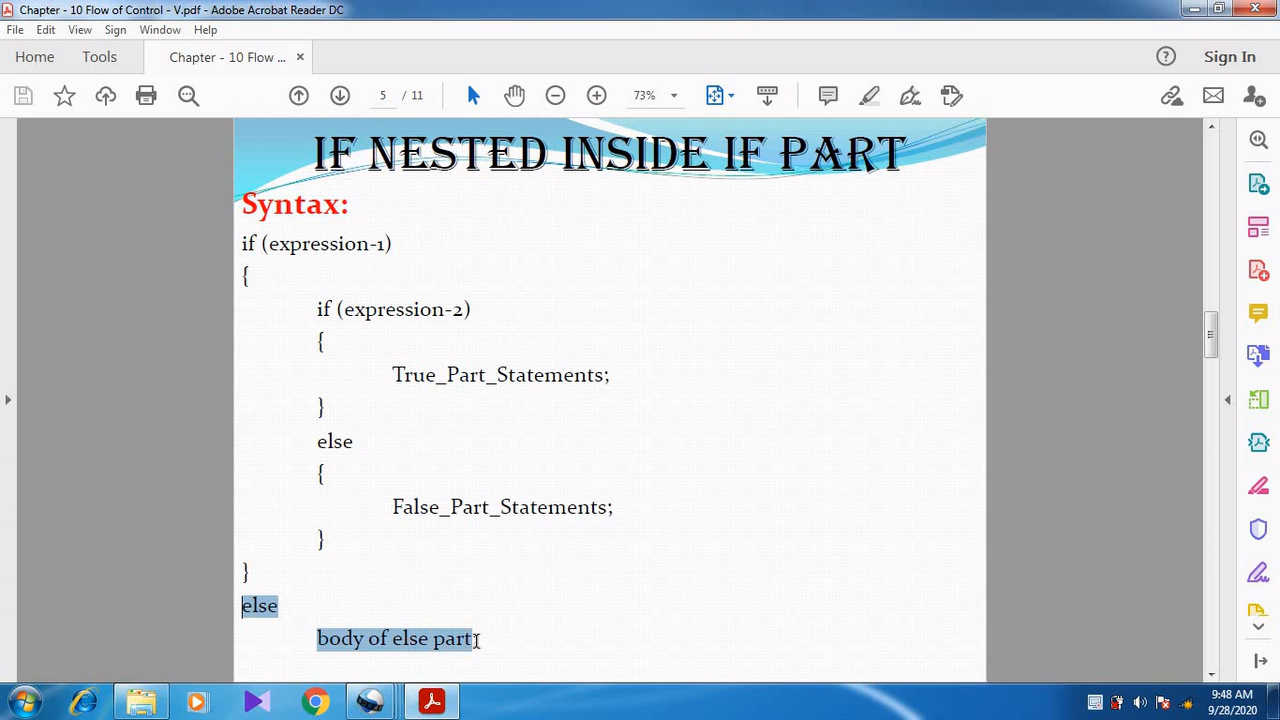 Chapter - 10 Flow of Control - V.pdf - Adobe Acrobat Reader DC
File Edit View Sign Window Help
Home Tools Chapter - 10 Flow ... × Sign In
5 / 11 73%
IF NESTED INSIDE IF PART
Syntax:
if (expression-1)
{
if (expression-2)
{
True_Part_Statements;
}
else
{
False_Part_Statements;
}
}
else
body of else part
9:48 AM
9/28/2020